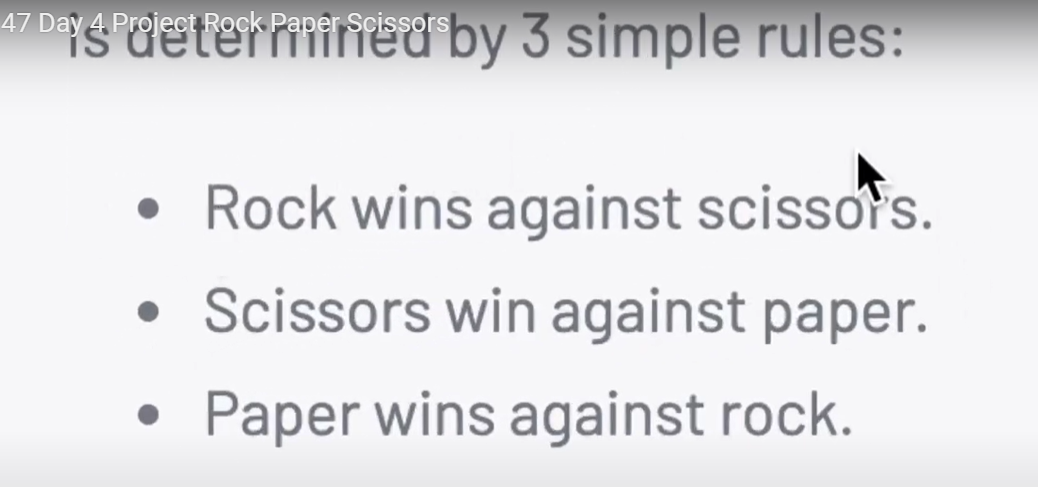 47 Day 4 Project Rock Paper Scissors
is determined by 3 simple rules:
• Rock wins against scissors.
• Scissors win against paper.
• Paper wins against rock.